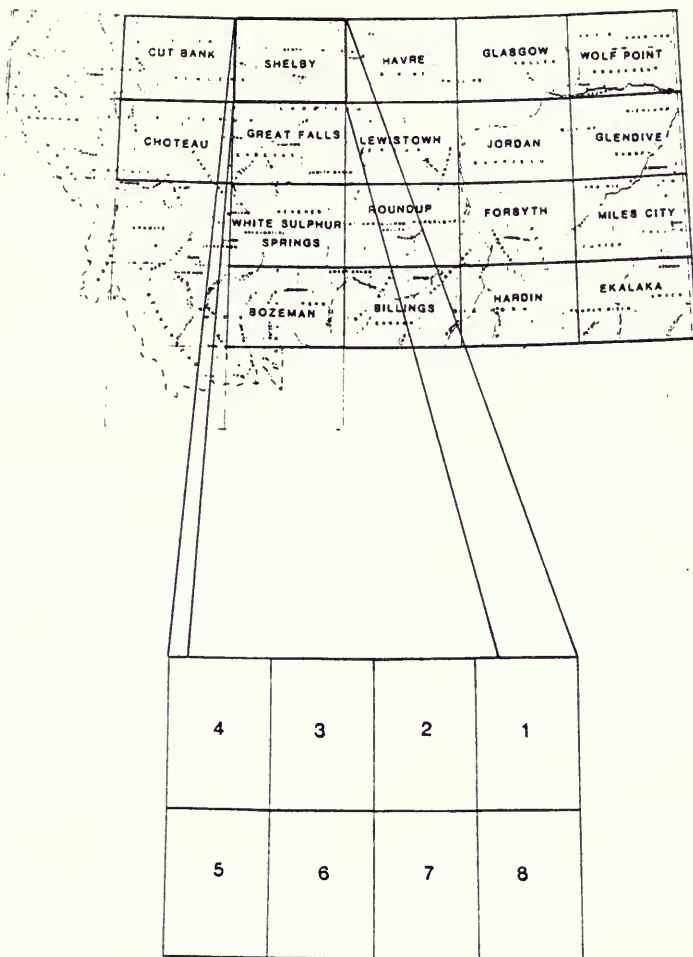 CUT BANK SHELBY HAVRE GLASGOW WOLF POINT
CHOTEAU GREAT FALLS LEWISTOWH JORDAN GLENDIVE
WHITE SULPHUR SPRINGS ROUNDUP FORSYTH MILES CITY
BOZEMAN BILLINGS HARDIN EKALAKA
4 3 2 1
5 6 7 8